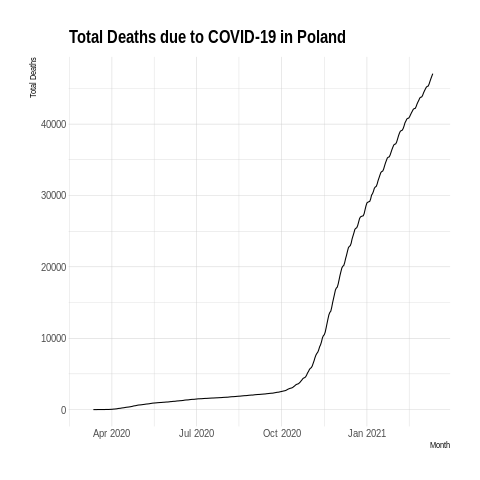 Total Deaths due to COVID-19 in Poland
Total Deaths
40000
30000
20000
10000
0
Apr 2020 Jul 2020 Oct 2020 Jan 2021
Month